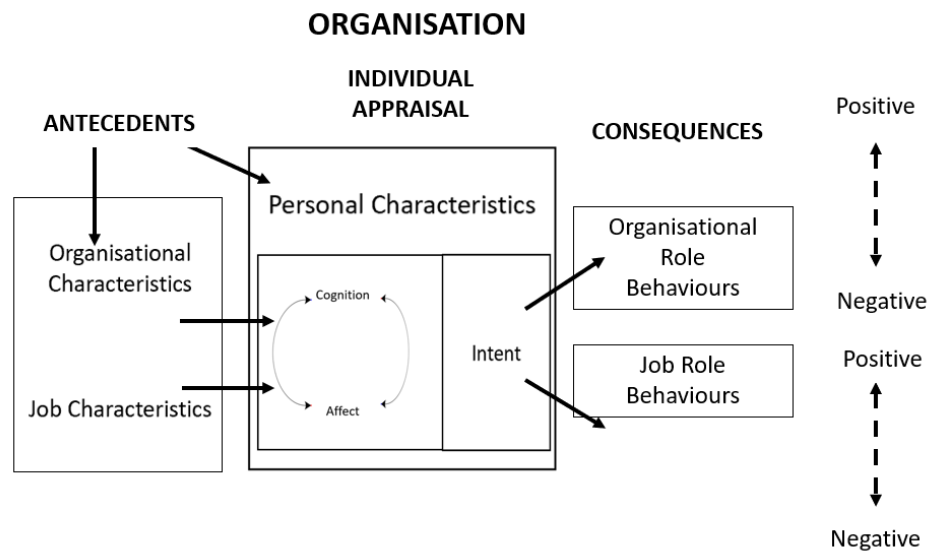 ORGANISATION
INDIVIDUAL
APPRAISAL
ANTECEDENTS
CONSEQUENCES
Positive
Personal Characteristics
Organisational
Characteristics
Organisational
Role
Behaviours
Cognition
Negative
Intent
Job Role
Behaviours
Positive
Job Characteristics
Affect
Negative